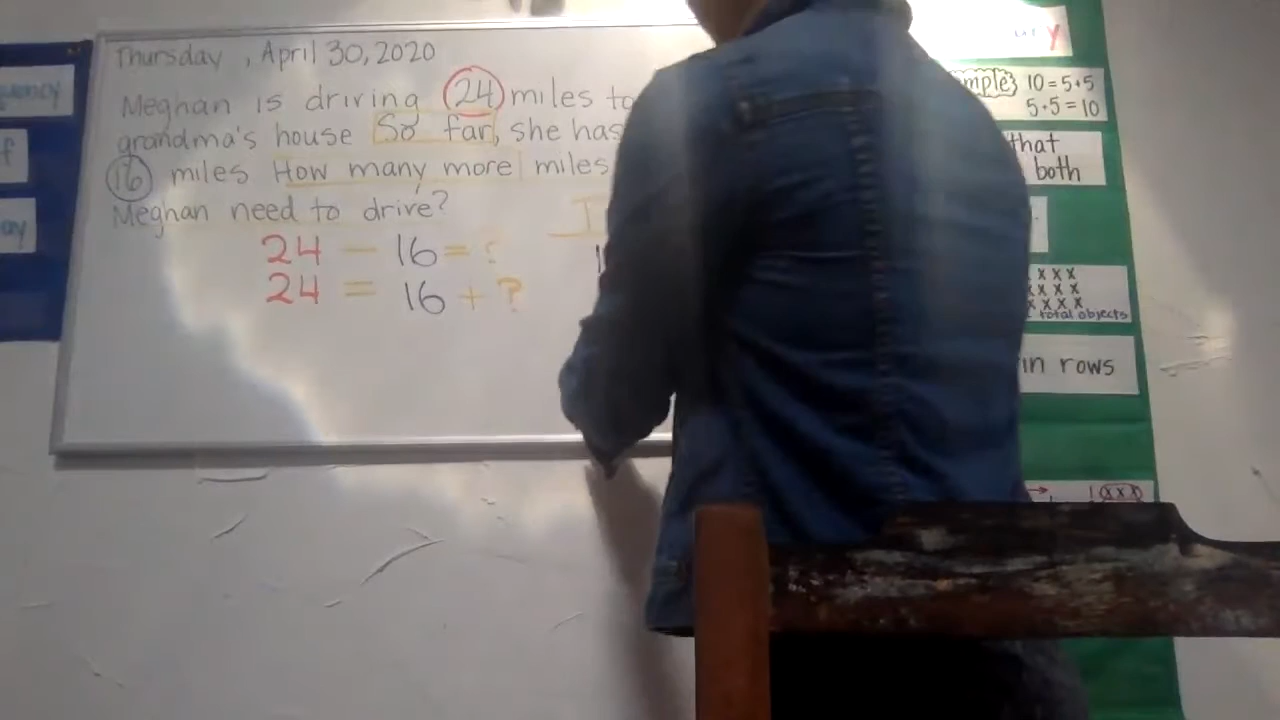 Thursday, April 30, 2020
Meghan is driving 24 miles to
grandma's house So far, she has
16 miles How many more miles
Meghan need to drive?
24 - 16 = ?
24 = 16 + ?
10 = 5+5
5+5 = 10
that
both
x x x
x x x
x x x x
total objects
in rows